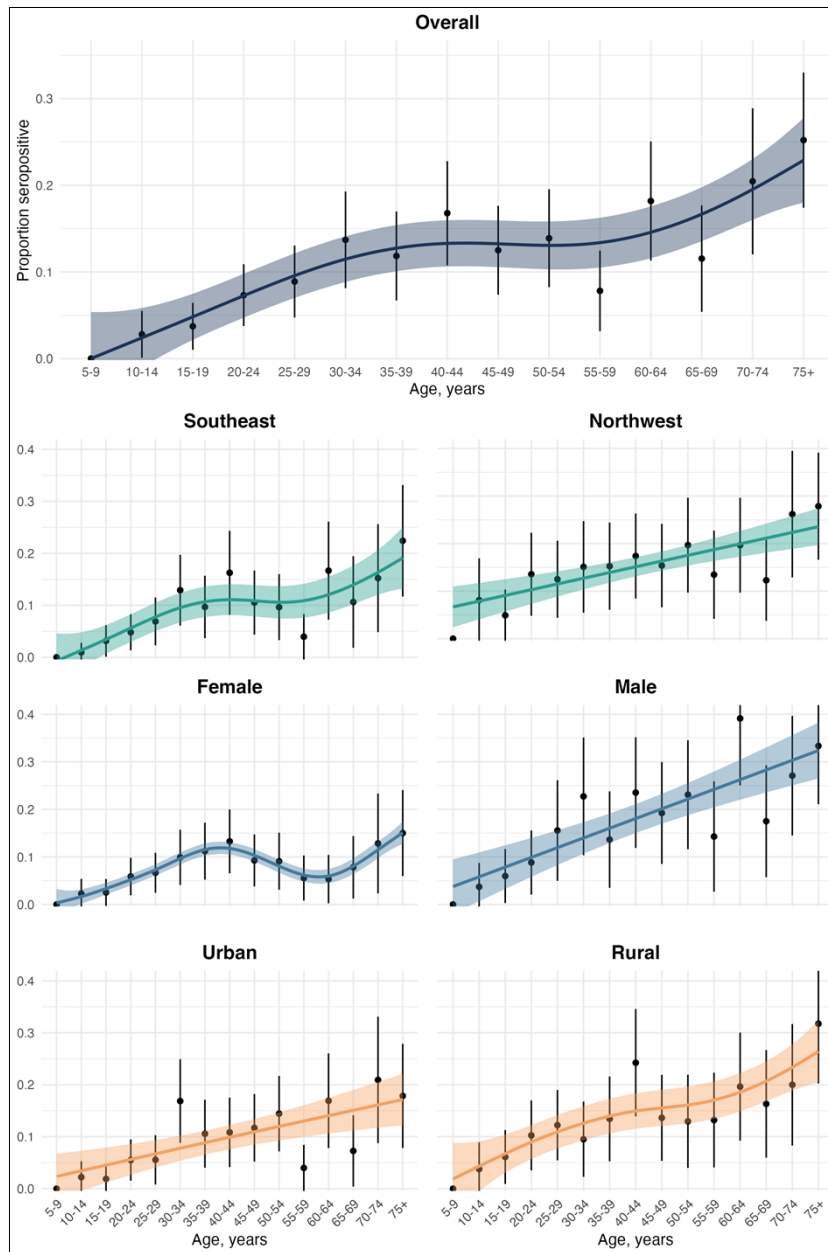 Overall
Proportion seropositive
0.3
0.2
0.1
0.0
5-9 10-14 15-19 20-24 25-29 30-34 35-39 40-44 45-49 50-54 55-59 60-64 65-69 70-74 75+
Age, years
Southeast Northwest
0.4
0.3
0.2
0.1
0.0
Female Male
0.4
0.3
0.2
0.1
0.0
Urban Rural
0.4
0.3
0.2
0.1
0.0
5-9 10-14 15-19 20-24 25-29 30-34 35-39 40-44 45-49 50-54 55-59 60-64 65-69 70-74 75+ 5-9 10-14 15-19 20-24 25-29 30-34 35-39 40-44 45-49 50-54 55-59 60-64 65-69 70-74 75+
Age, years Age, years